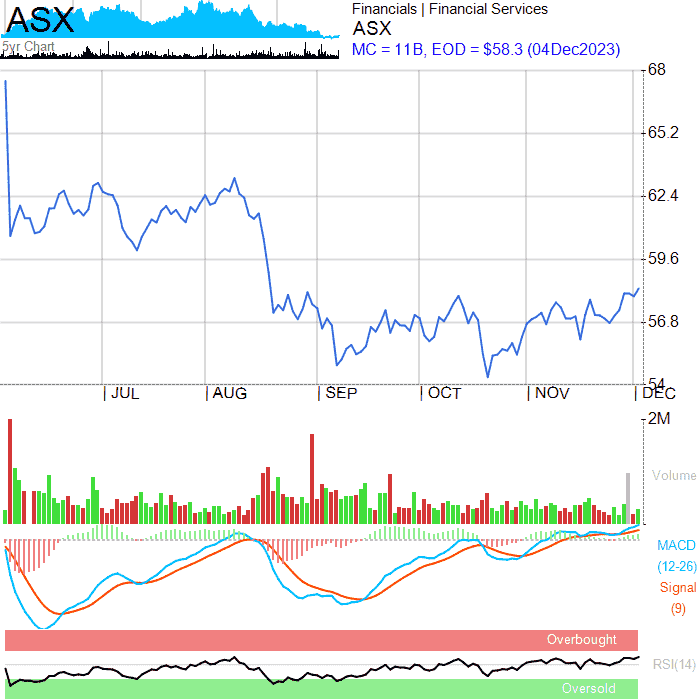 ASX
5yr Chart
Financials | Financial Services
ASX
MC = 11B, EOD = $58.3 (04Dec2023)
68
65.2
62.4
59.6
56.8
54
JUL
AUG
SEP
OCT
NOV
DEC
2M
Volume
MACD
(12-26)
Signal
(9)
Overbought
RSI(14)
Oversold